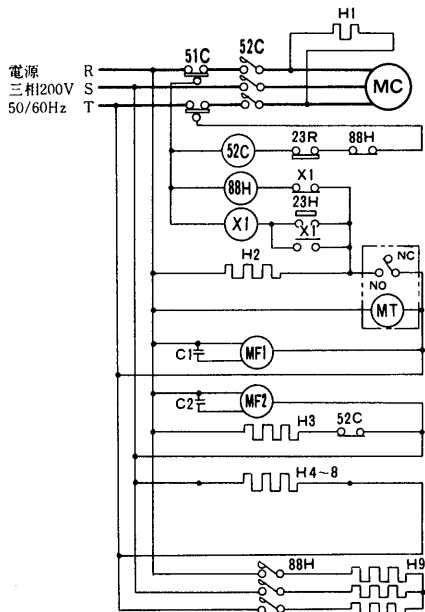 H1
51C 52C
電源 R
三相200V S
50/60Hz T
MC
52C 23R 88H
88H X1
X1 23H
X1
H2
NC
NO
MT
C1 MF1
C2 MF2
H3 52C
H4~8
88H H9